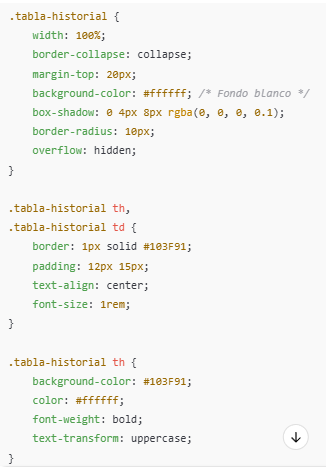 .tabla-historial {
    width: 100%;
    border-collapse: collapse;
    margin-top: 20px;
    background-color: #ffffff; /* Fondo blanco */
    box-shadow: 0 4px 8px rgba(0, 0, 0, 0.1);
    border-radius: 10px;
    overflow: hidden;
}

.tabla-historial th,
.tabla-historial td {
    border: 1px solid #103F91;
    padding: 12px 15px;
    text-align: center;
    font-size: 1rem;
}

.tabla-historial th {
    background-color: #103F91;
    color: #ffffff;
    font-weight: bold;
    text-transform: uppercase;
}